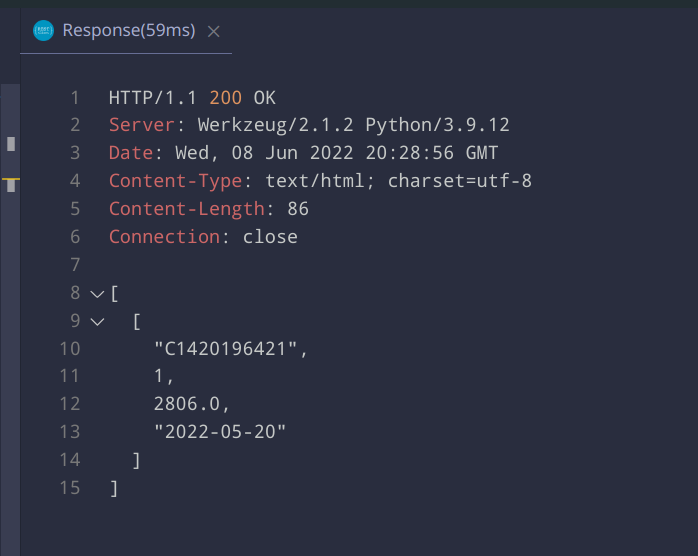 Response(59ms)
1 HTTP/1.1 200 OK
2 Server: Werkzeug/2.1.2 Python/3.9.12
3 Date: Wed, 08 Jun 2022 20:28:56 GMT
4 Content-Type: text/html; charset=utf-8
5 Content-Length: 86
6 Connection: close
7
8 [
9 [
10 "C1420196421",
11 1,
12 2806.0,
13 "2022-05-20"
14 ]
15 ]